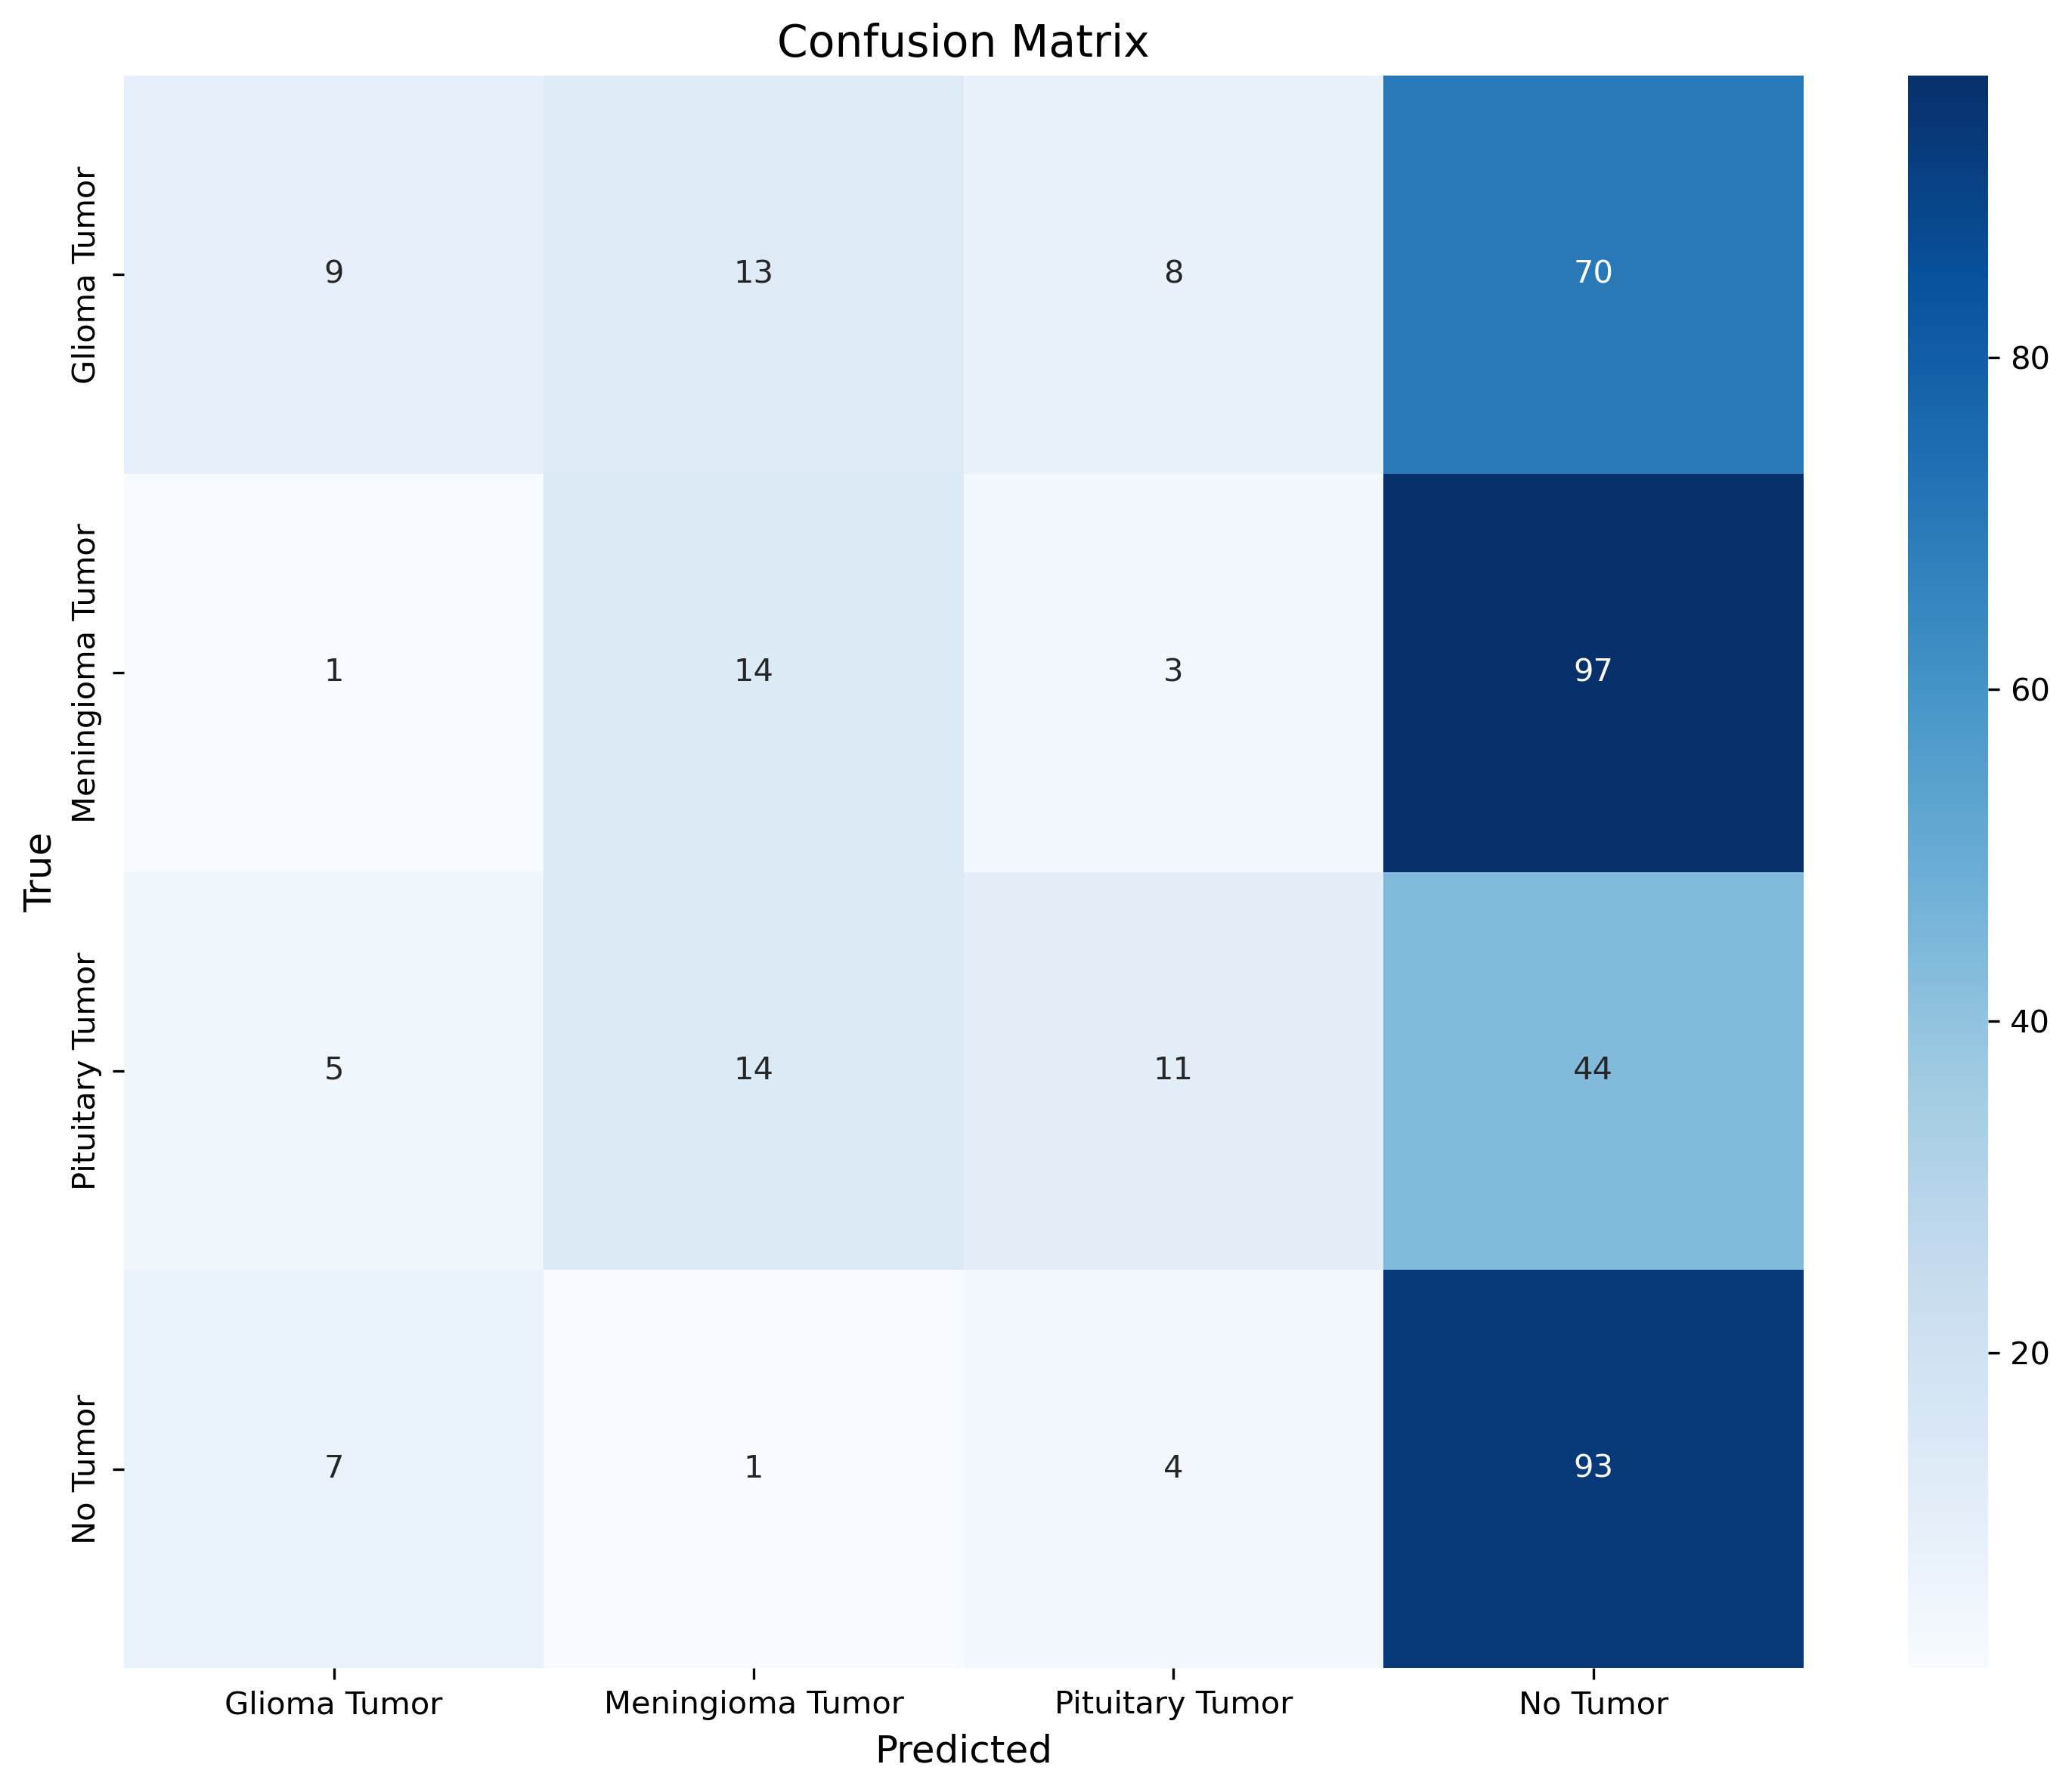 Confusion Matrix
Glioma Tumor
9 13 8 70
Meningioma Tumor
1 14 3 97
Pituitary Tumor
5 14 11 44
No Tumor
7 1 4 93
True
Glioma Tumor Meningioma Tumor Pituitary Tumor No Tumor
Predicted
80
60
40
20